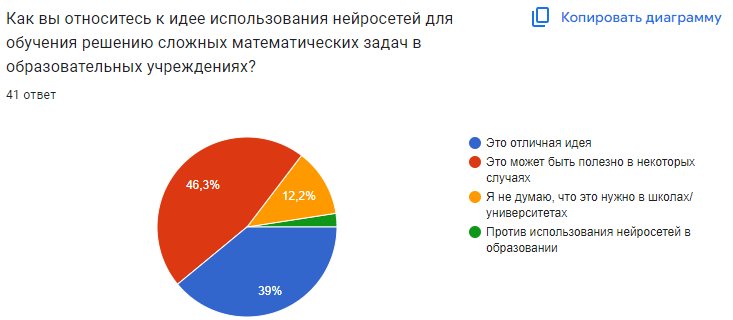 Как вы относитесь к идее использования нейросетей для
обучения решению сложных математических задач в
образовательных учреждениях?
Копировать диаграмму
41 ответ
46,3%
12,2%
39%
Это отличная идея
Это может быть полезно в некоторых
случаях
Я не думаю, что это нужно в школах/
университетах
Против использования нейросетей в
образовании